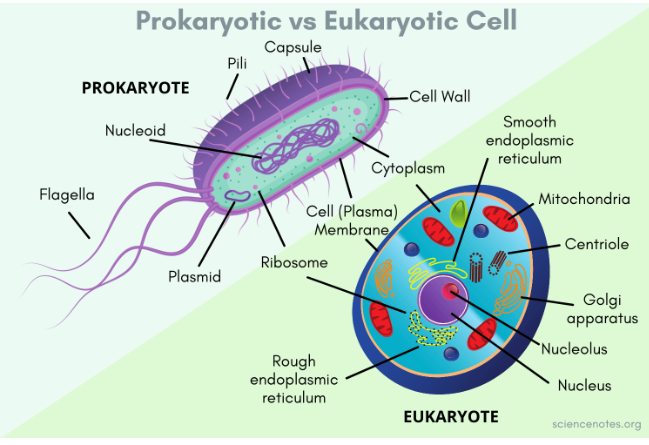 Prokaryotic vs Eukaryotic Cell
Capsule
Pili
PROKARYOTE
Cell Wall
Nucleoid
Smooth
endoplasmic
reticulum
Cytoplasm
Flagella
Mitochondria
Cell (Plasma)
Membrane
Centriole
Plasmid
Ribosome
Golgi
apparatus
Nucleolus
Rough
endoplasmic
reticulum
Nucleus
EUKARYOTE
sciencenotes.org